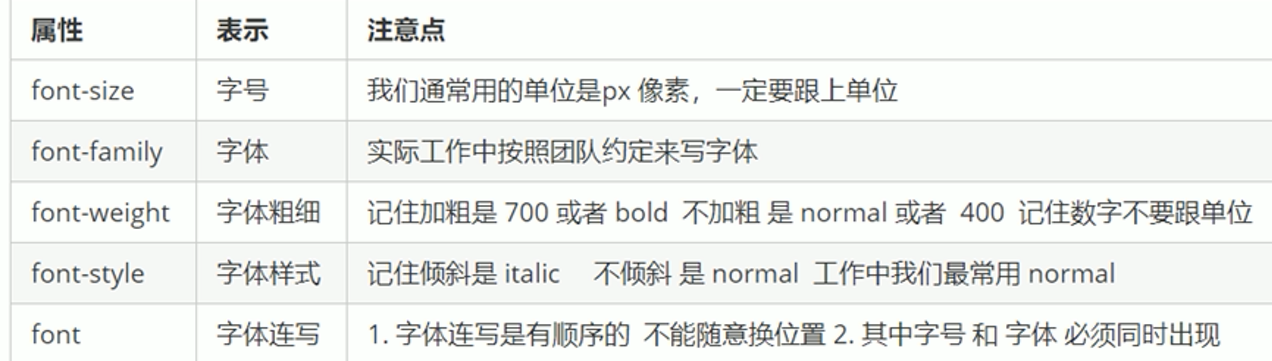 属性 表示 注意点
font-size 字号 我们通常用的单位是px 像素，一定要跟上单位
font-family 字体 实际工作中按照团队约定来写字体
font-weight 字体粗细 记住加粗是 700 或者 bold 不加粗 是 normal 或者 400 记住数字不要跟单位
font-style 字体样式 记住倾斜是 italic 不倾斜 是 normal 工作中我们最常用 normal
font 字体连写 1. 字体连写是有顺序的 不能随意换位置 2. 其中字号 和 字体 必须同时出现